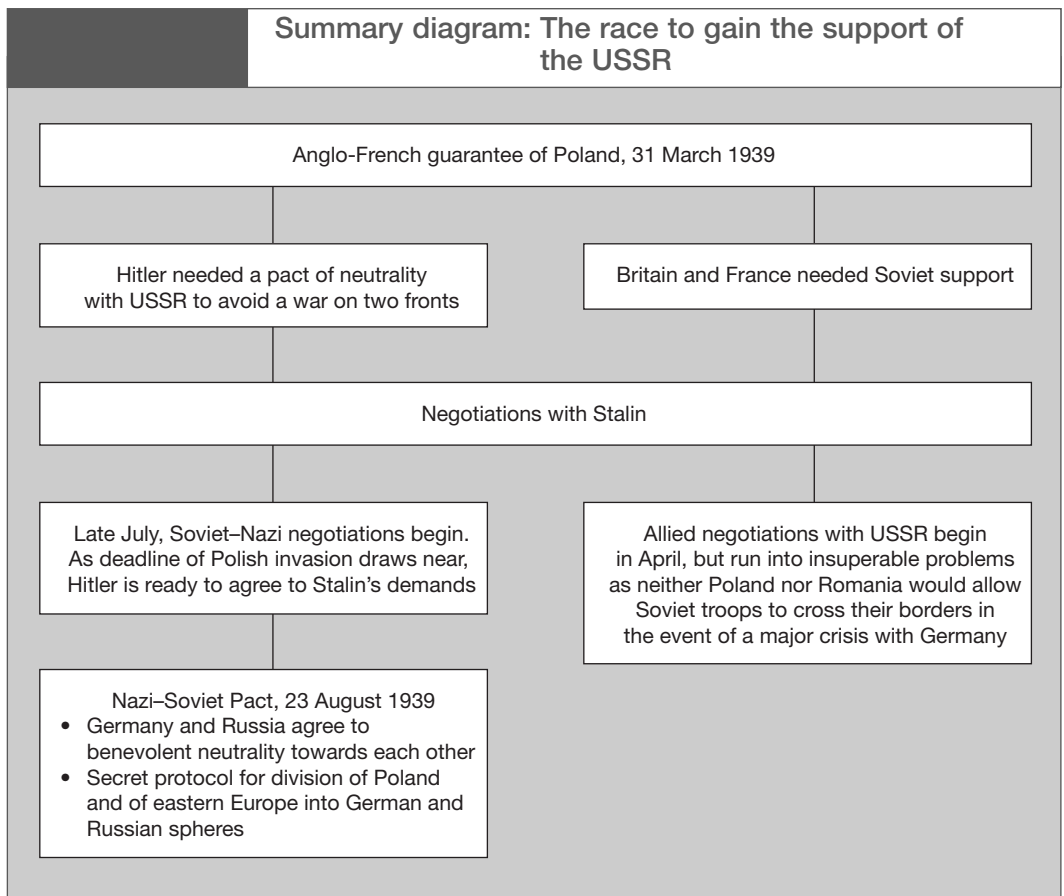 Summary diagram: The race to gain the support of
the USSR
Anglo-French guarantee of Poland, 31 March 1939
Hitler needed a pact of neutrality
with USSR to avoid a war on two fronts
Britain and France needed Soviet support
Negotiations with Stalin
Late July, Soviet–Nazi negotiations begin.
As deadline of Polish invasion draws near,
Hitler is ready to agree to Stalin's demands
Allied negotiations with USSR begin
in April, but run into insuperable problems
as neither Poland nor Romania would allow
Soviet troops to cross their borders in
the event of a major crisis with Germany
Nazi–Soviet Pact, 23 August 1939
• Germany and Russia agree to
benevolent neutrality towards each other
• Secret protocol for division of Poland
and of eastern Europe into German and
Russian spheres